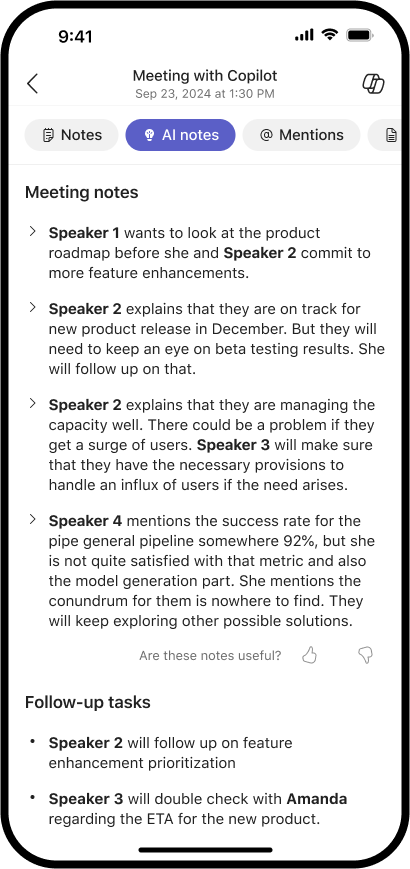 9:41
Meeting with Copilot
Sep 23, 2024 at 1:30 PM
Notes
AI notes
@ Mentions
Meeting notes
Speaker 1 wants to look at the product
roadmap before she and Speaker 2 commit to
more feature enhancements.
Speaker 2 explains that they are on track for
new product release in December. But they will
need to keep an eye on beta testing results. She
will follow up on that.
Speaker 2 explains that they are managing the
capacity well. There could be a problem if they
get a surge of users. Speaker 3 will make sure
that they have the necessary provisions to
handle an influx of users if the need arises.
Speaker 4 mentions the success rate for the
pipe general pipeline somewhere 92%, but she
is not quite satisfied with that metric and also
the model generation part. She mentions the
conundrum for them is nowhere to find. They
will keep exploring other possible solutions.
Are these notes useful?
Follow-up tasks
• Speaker 2 will follow up on feature
enhancement prioritization
• Speaker 3 will double check with Amanda
regarding the ETA for the new product.